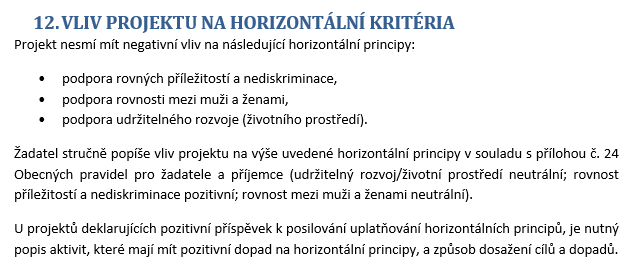 12. VLIV PROJEKTU NA HORIZONTÁLNÍ KRITÉRIA
Projekt nesmí mít negativní vliv na následující horizontální principy:
• podpora rovných příležitostí a nediskriminace,
• podpora rovnosti mezi muži a ženami,
• podpora udržitelného rozvoje (životního prostředí).
Žadatel stručně popíše vliv projektu na výše uvedené horizontální principy v souladu s přílohou č. 24
Obecných pravidel pro žadatele a příjemce (udržitelný rozvoj/životní prostředí neutrální; rovnost
příležitostí a nediskriminace pozitivní; rovnost mezi muži a ženami neutrální).
U projektů deklarujících pozitivní příspěvek k posilování uplatňování horizontálních principů, je nutný
popis aktivit, které mají mít pozitivní dopad na horizontální principy, a způsob dosažení cílů a dopadů.